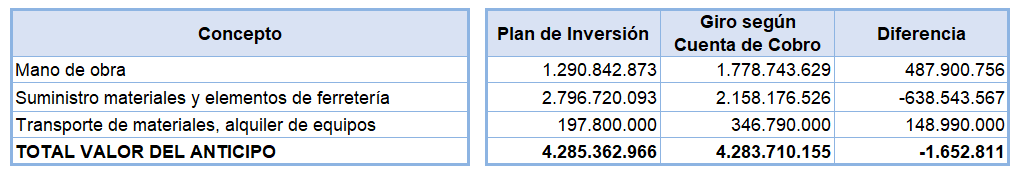 Concepto Plan de Inversión Giro según Cuenta de Cobro Diferencia
Mano de obra 1.290.842.873 1.778.743.629 487.900.756
Suministro materiales y elementos de ferretería 2.796.720.093 2.158.176.526 -638.543.567
Transporte de materiales, alquiler de equipos 197.800.000 346.790.000 148.990.000
TOTAL VALOR DEL ANTICIPO 4.285.362.966 4.283.710.155 -1.652.811